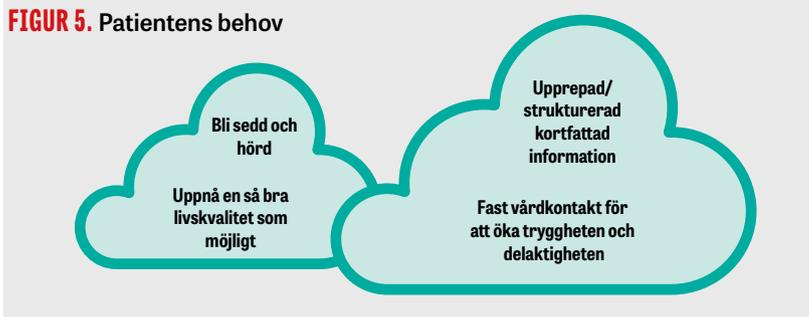 FIGUR 5. Patientens behov
Bli sedd och
hörd
Uppnå en så bra
livskvalitet som
möjligt
Upprepad/
strukturerad
kortfattad
information
Fast vårdkontakt för
att öka tryggheten och
delaktigheten